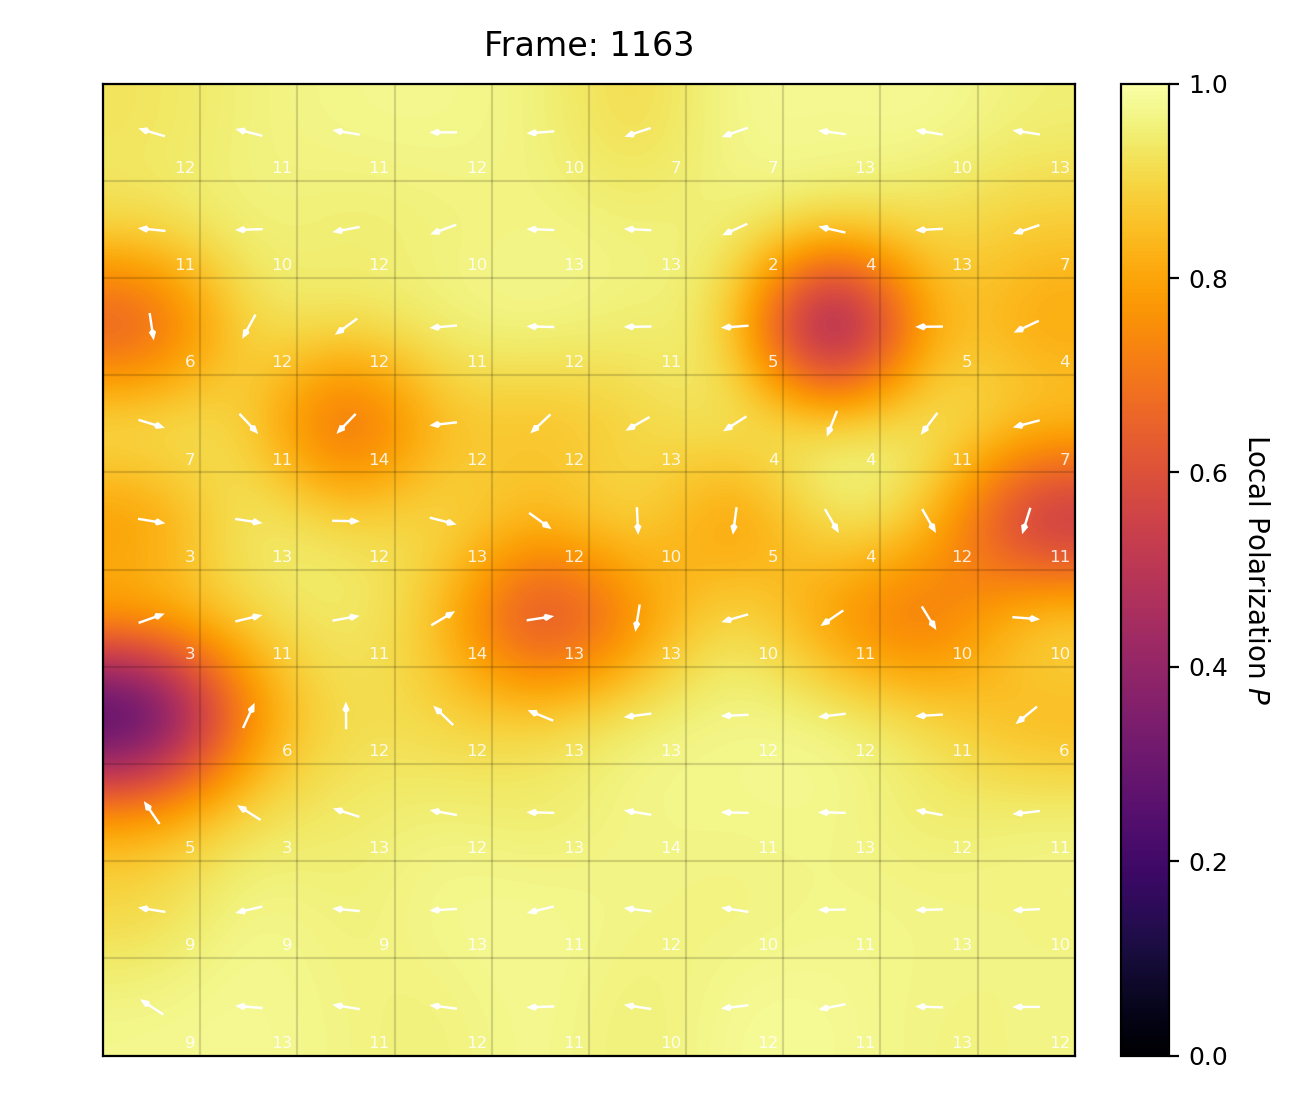 Frame: 1163
12 11 11 12 10 7 7 13 10 13
11 10 12 10 13 13 2 4 13 7
6 12 12 11 12 11 5 5 4
7 11 14 12 12 13 4 4 11 7
3 13 12 13 12 10 5 4 12 11
3 11 11 14 13 13 10 11 10 10
6 12 12 13 13 12 12 11 6
5 3 13 12 13 14 11 13 12 11
9 9 9 13 11 12 10 11 13 10
9 13 11 12 11 10 12 11 13 12
1.0
0.8
0.6
0.4
0.2
0.0
Local Polarization P